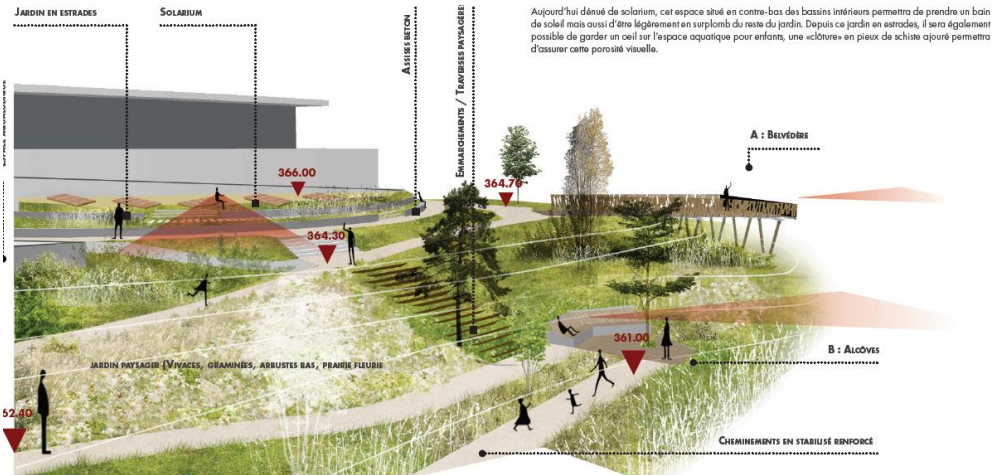 Jardin en estrades
Solarium
Aujourd'hui dénué de solarium, cet espace situé en contre-bas des bassins intérieurs permettra de prendre un bain
de soleil mais aussi d'être légèrement en surplomb du reste du jardin. Depuis ce jardin en estrades, il sera également
possible de garder un oeil sur l'espace aquatique pour enfants, une «clôture» en pieux de schiste ajouré permettra
d'assurer cette porosité visuelle.
Assises beton
Emmarchements / Traverses paysagères
A : Belvédère
366.00
364.70
364.30
361.00
B : Alcôves
jardin paysager (Vivaces, graminées, arbustes bas, prairie fleurie
62.40
Cheminements en stabilisé renforcé